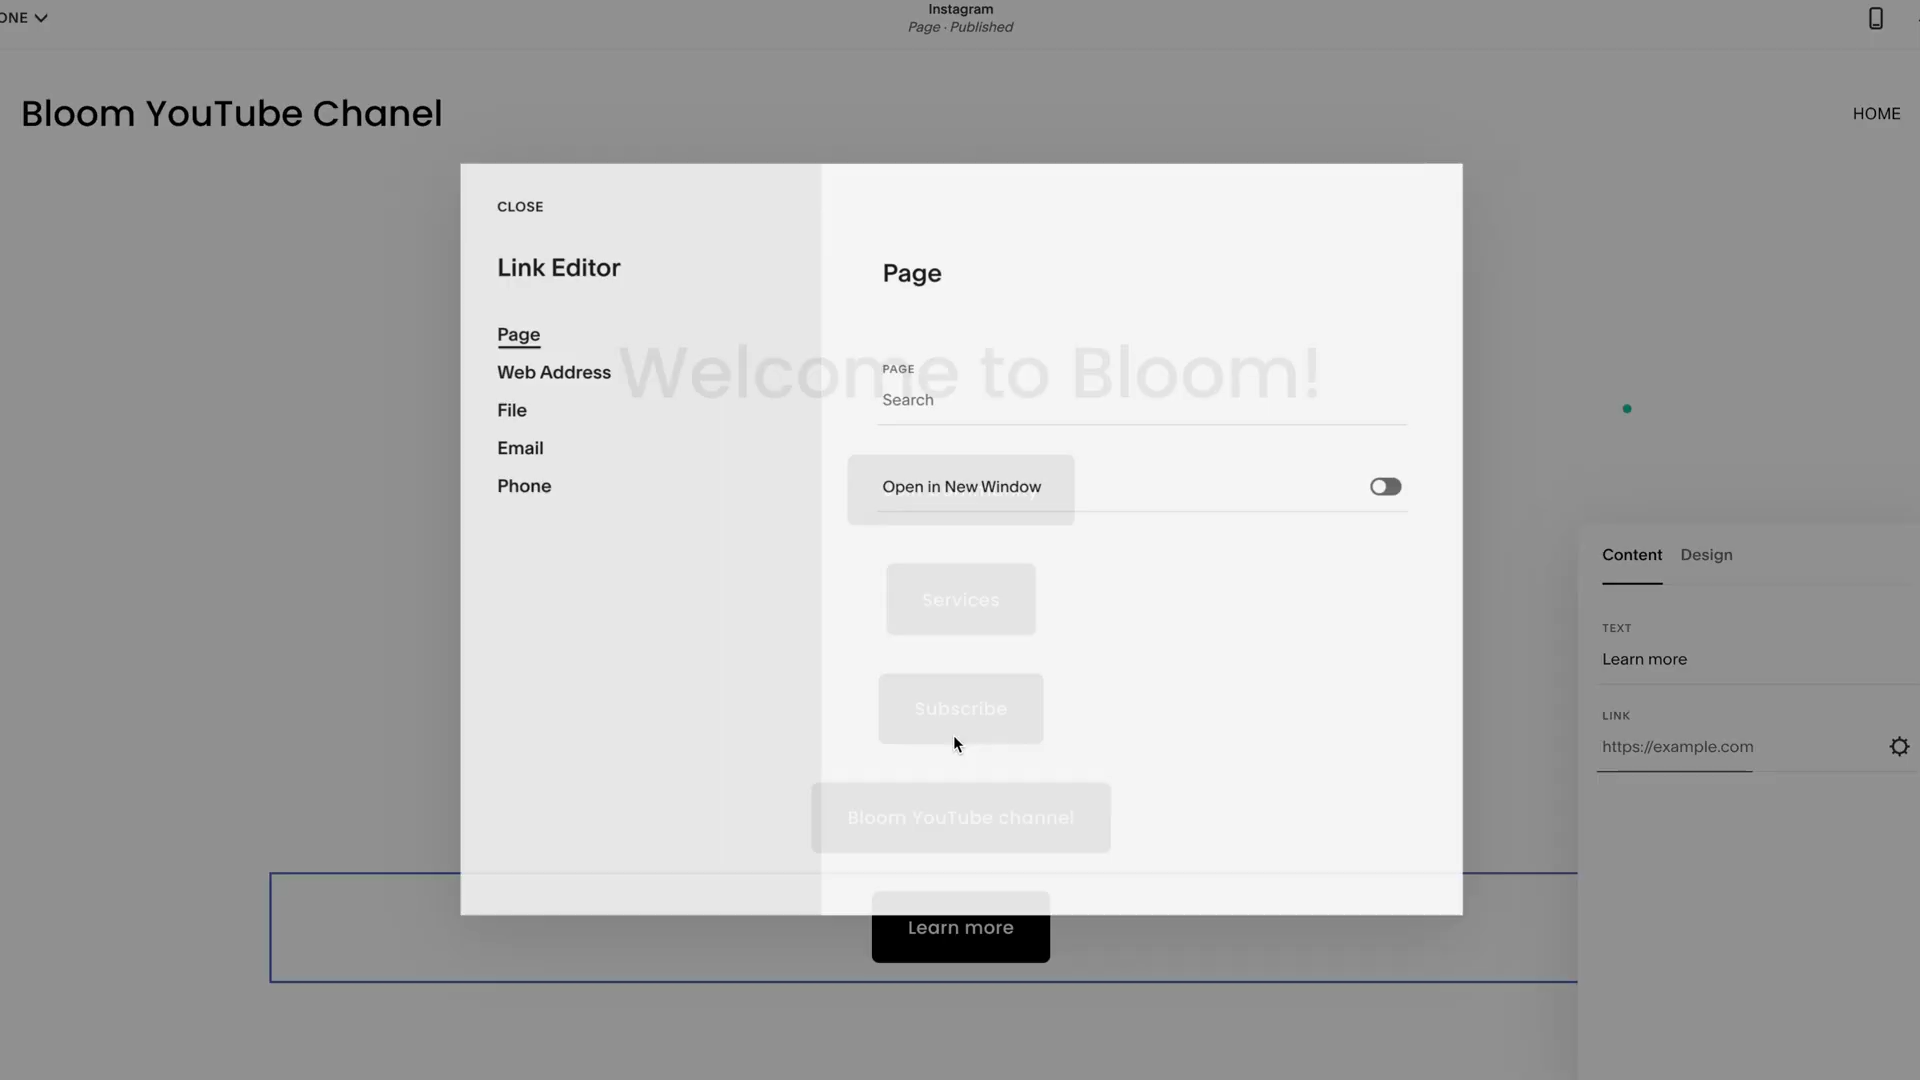 ONE
Instagram
Page · Published
Bloom YouTube Chanel
HOME
CLOSE
Link Editor
Page
Web Address
File
Email
Phone
Page
Welcome to Bloom!
PAGE
Search
Open in New Window
Services
Subscribe
Bloom YouTube channel
Learn more
Content Design
TEXT
Learn more
LINK
https://example.com